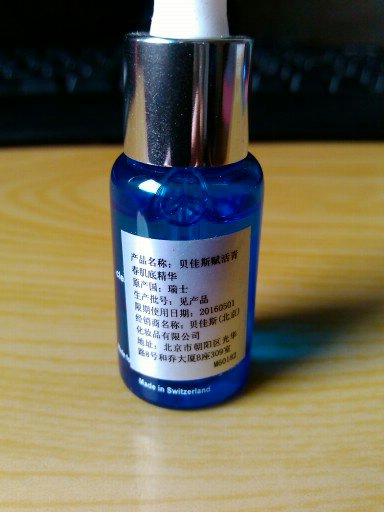 产品名称：贝佳斯赋活青
春肌底精华
原产国：瑞士
生产批号：见产品
限期使用日期：20160501
经销商名称：贝佳斯(北京)
化妆品有限公司
地址：北京市朝阳区光华
路8号和乔大厦B座309室
M60162
Made in Switzerland